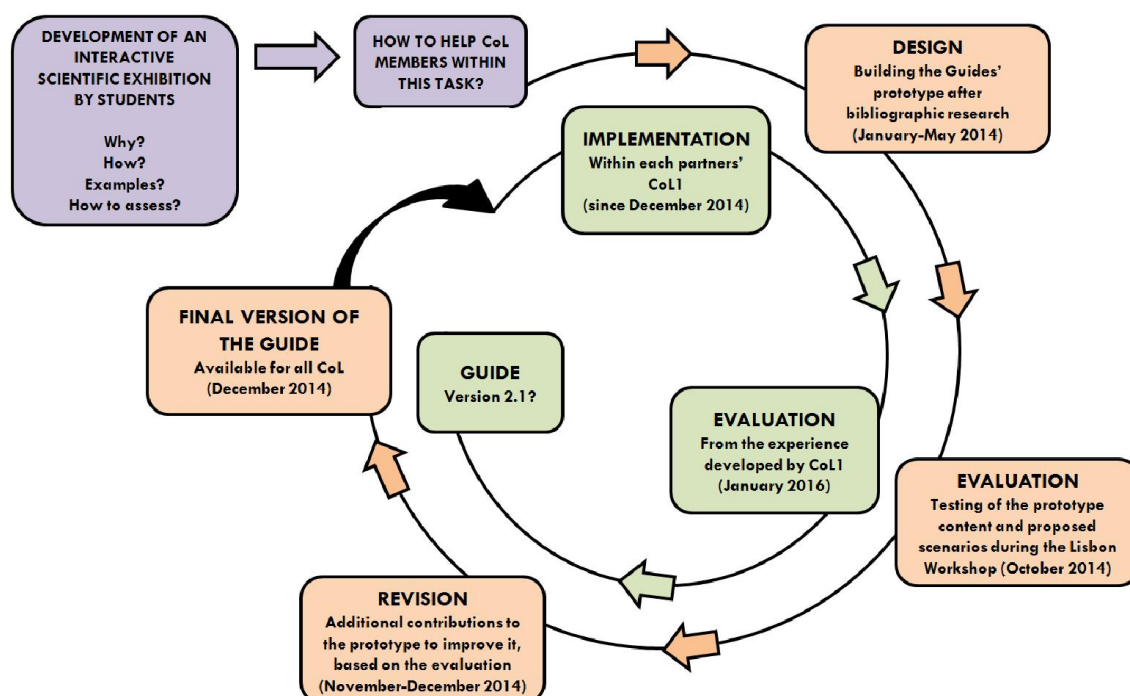 DEVELOPMENT OF AN
INTERACTIVE
SCIENTIFIC EXHIBITION
BY STUDENTS
Why?
How?
Examples?
How to assess?
HOW TO HELP CoL
MEMBERS WITHIN
THIS TASK?
DESIGN
Building the Guides'
prototype after
bibliographic research
(January-May 2014)
IMPLEMENTATION
Within each partners'
CoL1
(since December 2014)
FINAL VERSION OF
THE GUIDE
Available for all CoL
(December 2014)
GUIDE
Version 2.1?
EVALUATION
From the experience
developed by CoL1
(January 2016)
EVALUATION
Testing of the prototype
content and proposed
scenarios during the Lisbon
Workshop (October 2014)
REVISION
Additional contributions to
the prototype to improve it,
based on the evaluation
(November-December 2014)